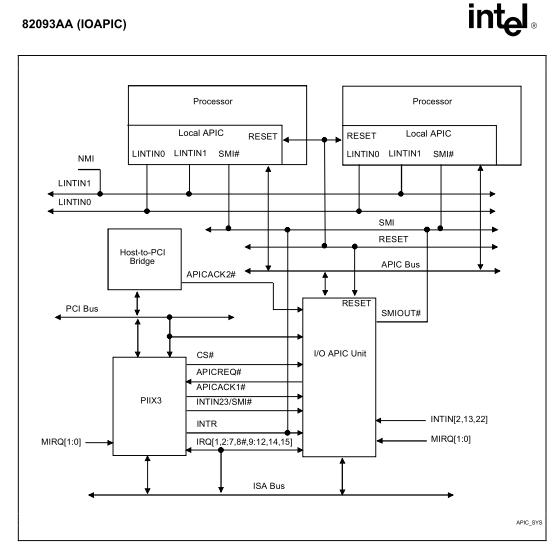 82093AA (IOAPIC)
intel®
Processor
Processor
Local APIC
RESET
RESET
Local APIC
LINTIN0 LINTIN1 SMI#
LINTIN0 LINTIN1 SMI#
NMI
LINTIN1
LINTIN0
SMI
RESET
APIC Bus
Host-to-PCI
Bridge
APICACK2#
PCI Bus
RESET
SMIOUT#
I/O APIC Unit
CS#
APICREQ#
APICACK1#
INTIN23/SMI#
INTR
IRQ[1,2:7,8#,9:12,14,15]
PIIX3
MIRQ[1:0]
INTIN[2,13,22]
MIRQ[1:0]
ISA Bus
APIC_SYS